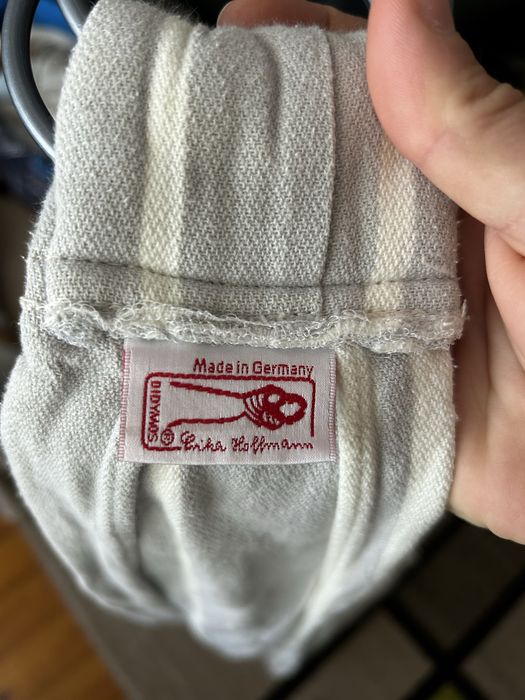 Made in Germany
DIDYMOS
® Erika Hoffmann